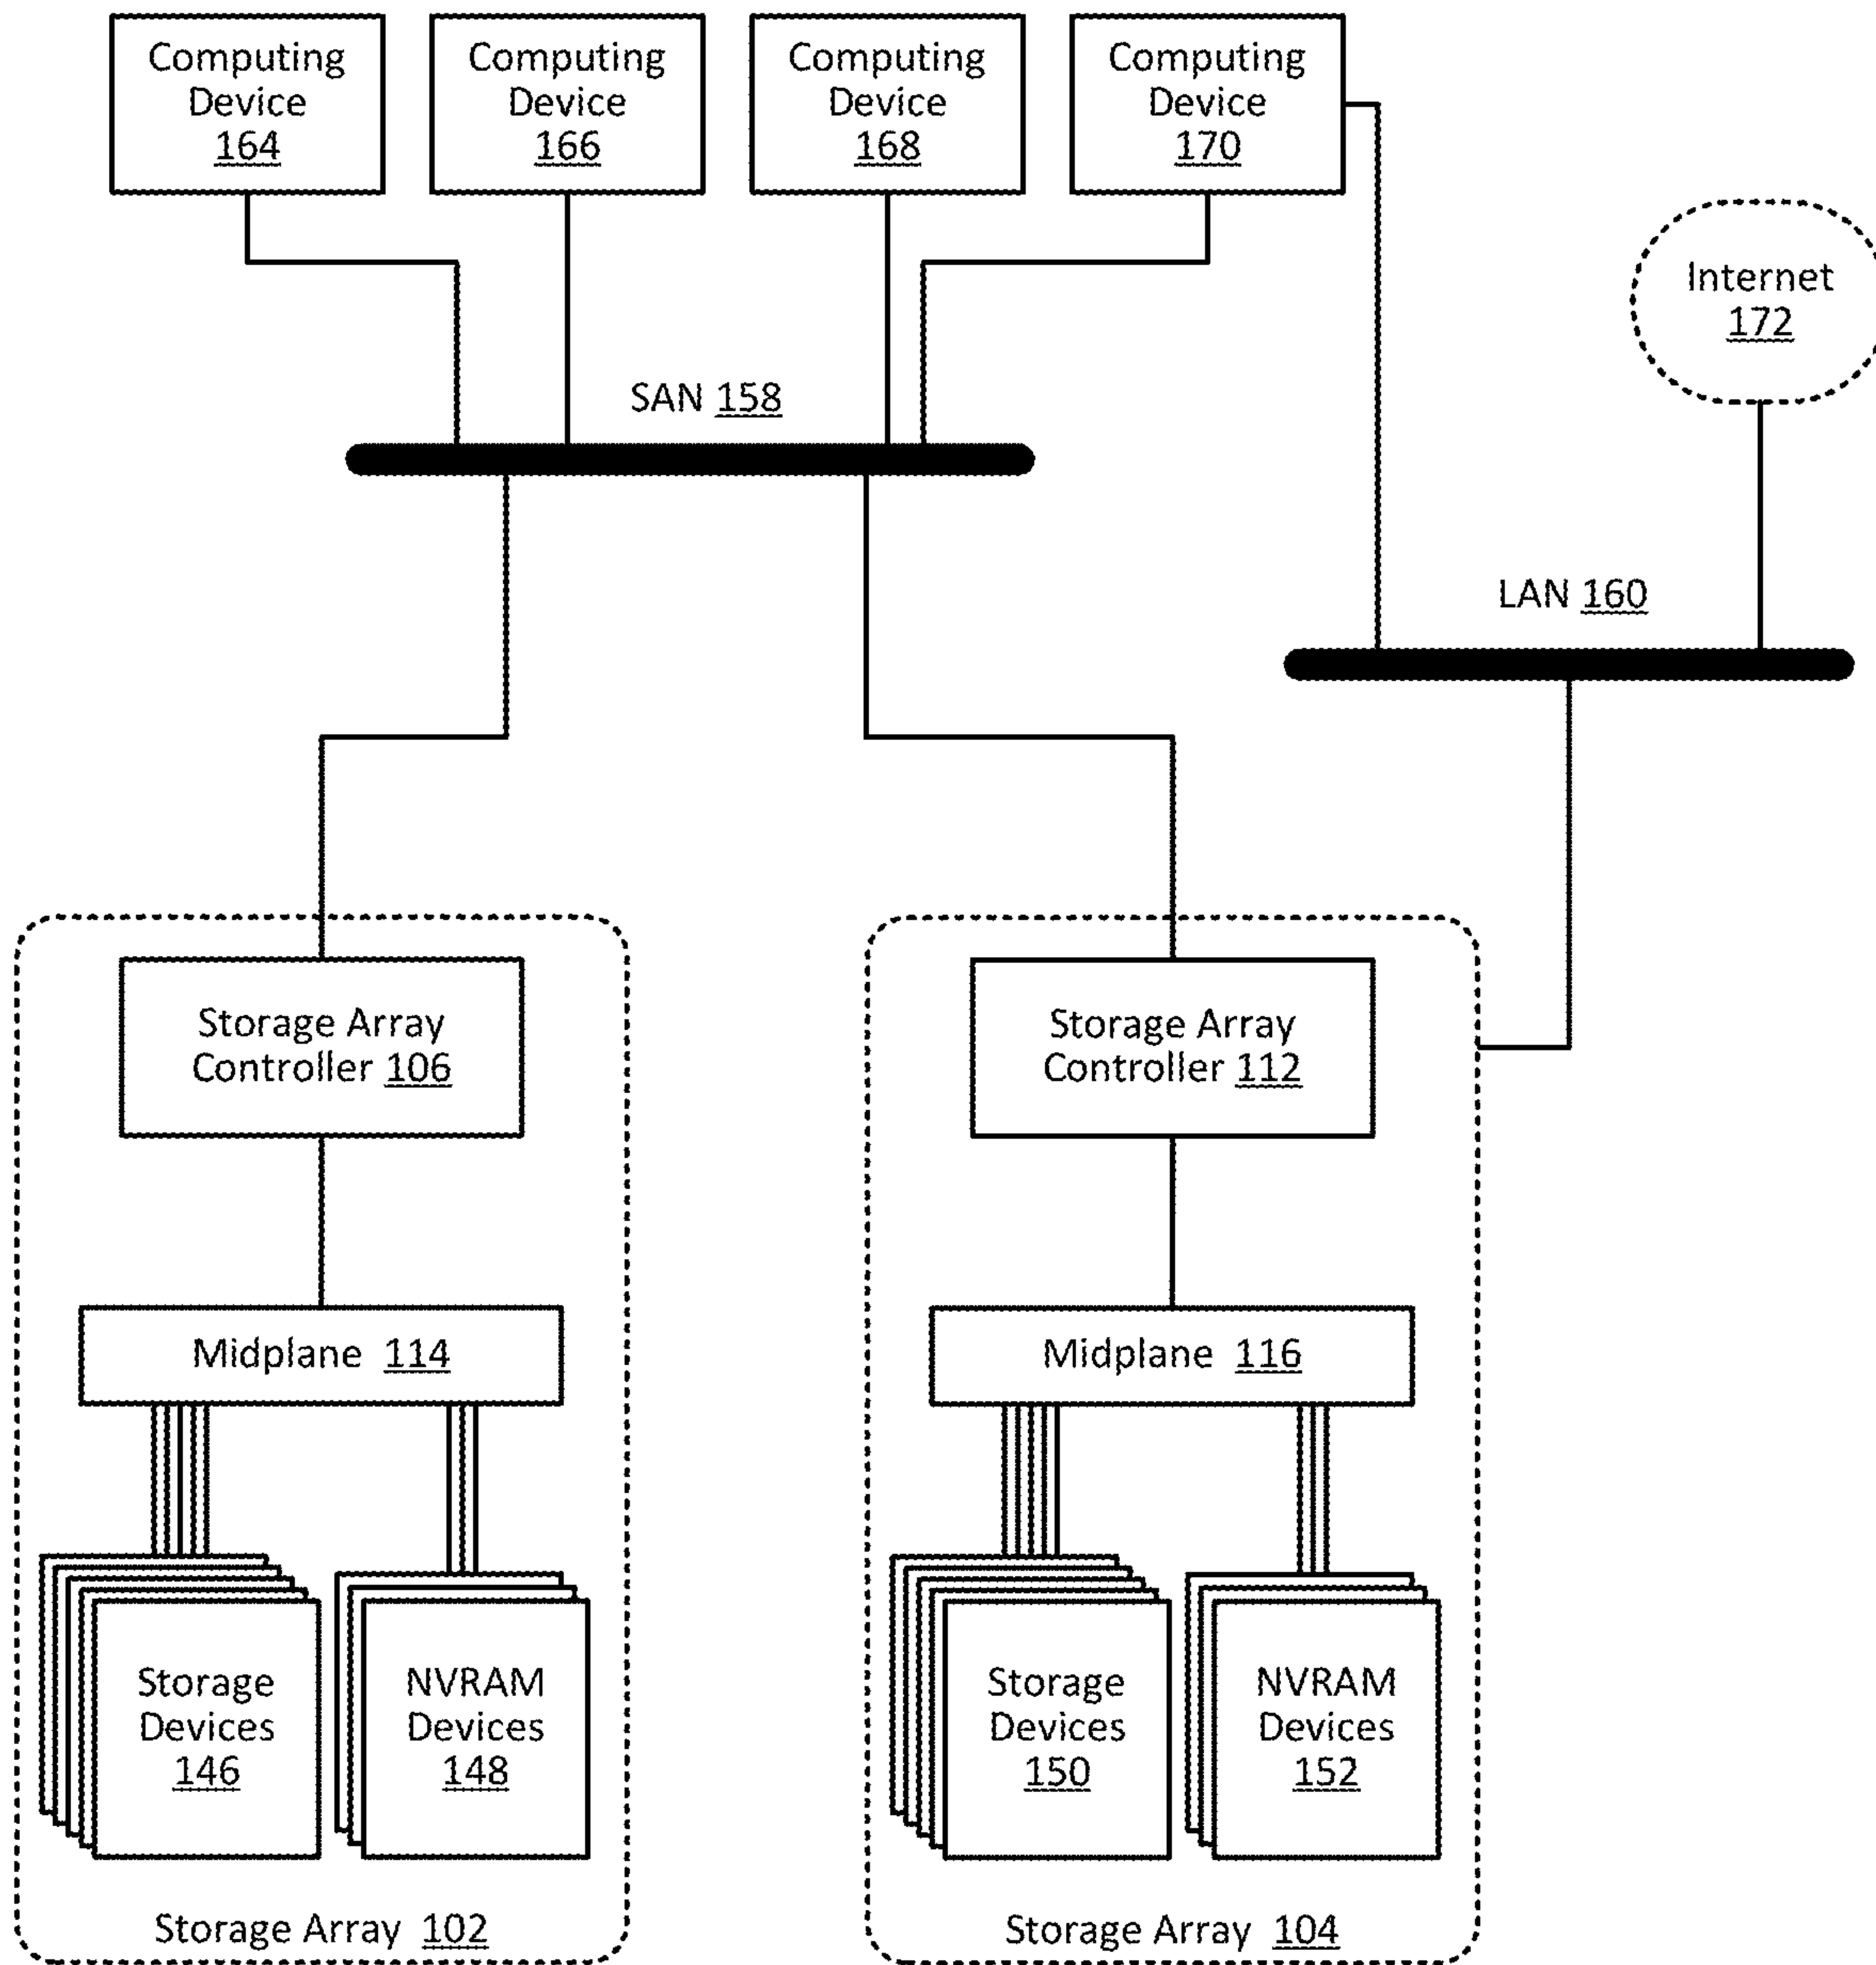 Computing
Device
164
Computing
Device
166
Computing
Device
168
Computing
Device
170
Internet
172
SAN 158
LAN 160
Storage Array
Controller 106
Storage Array
Controller 112
Midplane 114
Midplane 116
Storage
Devices
146
NVRAM
Devices
148
Storage
Devices
150
NVRAM
Devices
152
Storage Array 102
Storage Array 104